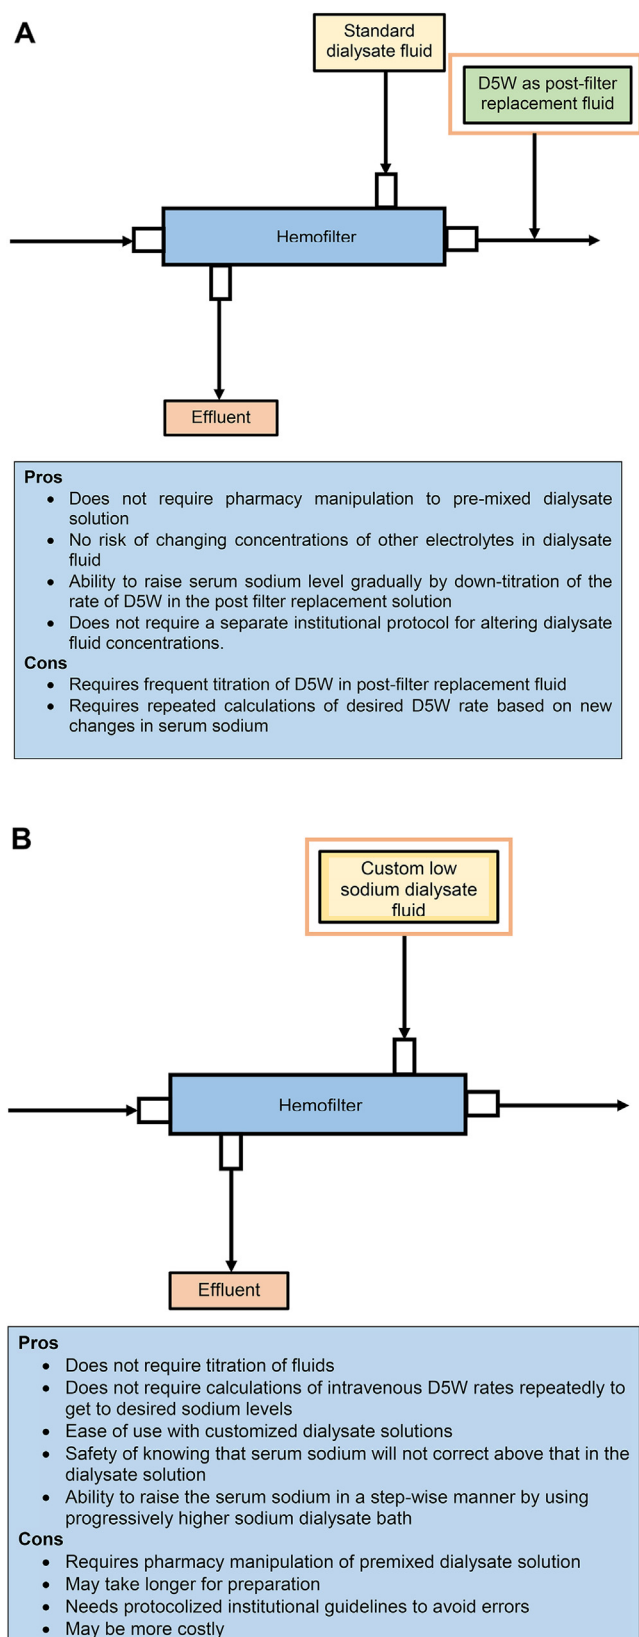 A
Standard
dialysate fluid
D5W as post-filter
replacement fluid
Hemofilter
Effluent
Pros
• Does not require pharmacy manipulation to pre-mixed dialysate
solution
• No risk of changing concentrations of other electrolytes in dialysate
fluid
• Ability to raise serum sodium level gradually by down-titration of the
rate of D5W in the post filter replacement solution
• Does not require a separate institutional protocol for altering dialysate
fluid concentrations.
Cons
• Requires frequent titration of D5W in post-filter replacement fluid
• Requires repeated calculations of desired D5W rate based on new
changes in serum sodium
B
Custom low
sodium dialysate
fluid
Hemofilter
Effluent
Pros
• Does not require titration of fluids
• Does not require calculations of intravenous D5W rates repeatedly to
get to desired sodium levels
• Ease of use with customized dialysate solutions
• Safety of knowing that serum sodium will not correct above that in the
dialysate solution
• Ability to raise the serum sodium in a step-wise manner by using
progressively higher sodium dialysate bath
Cons
• Requires pharmacy manipulation of premixed dialysate solution
• May take longer for preparation
• Needs protocolized institutional guidelines to avoid errors
• May be more costly